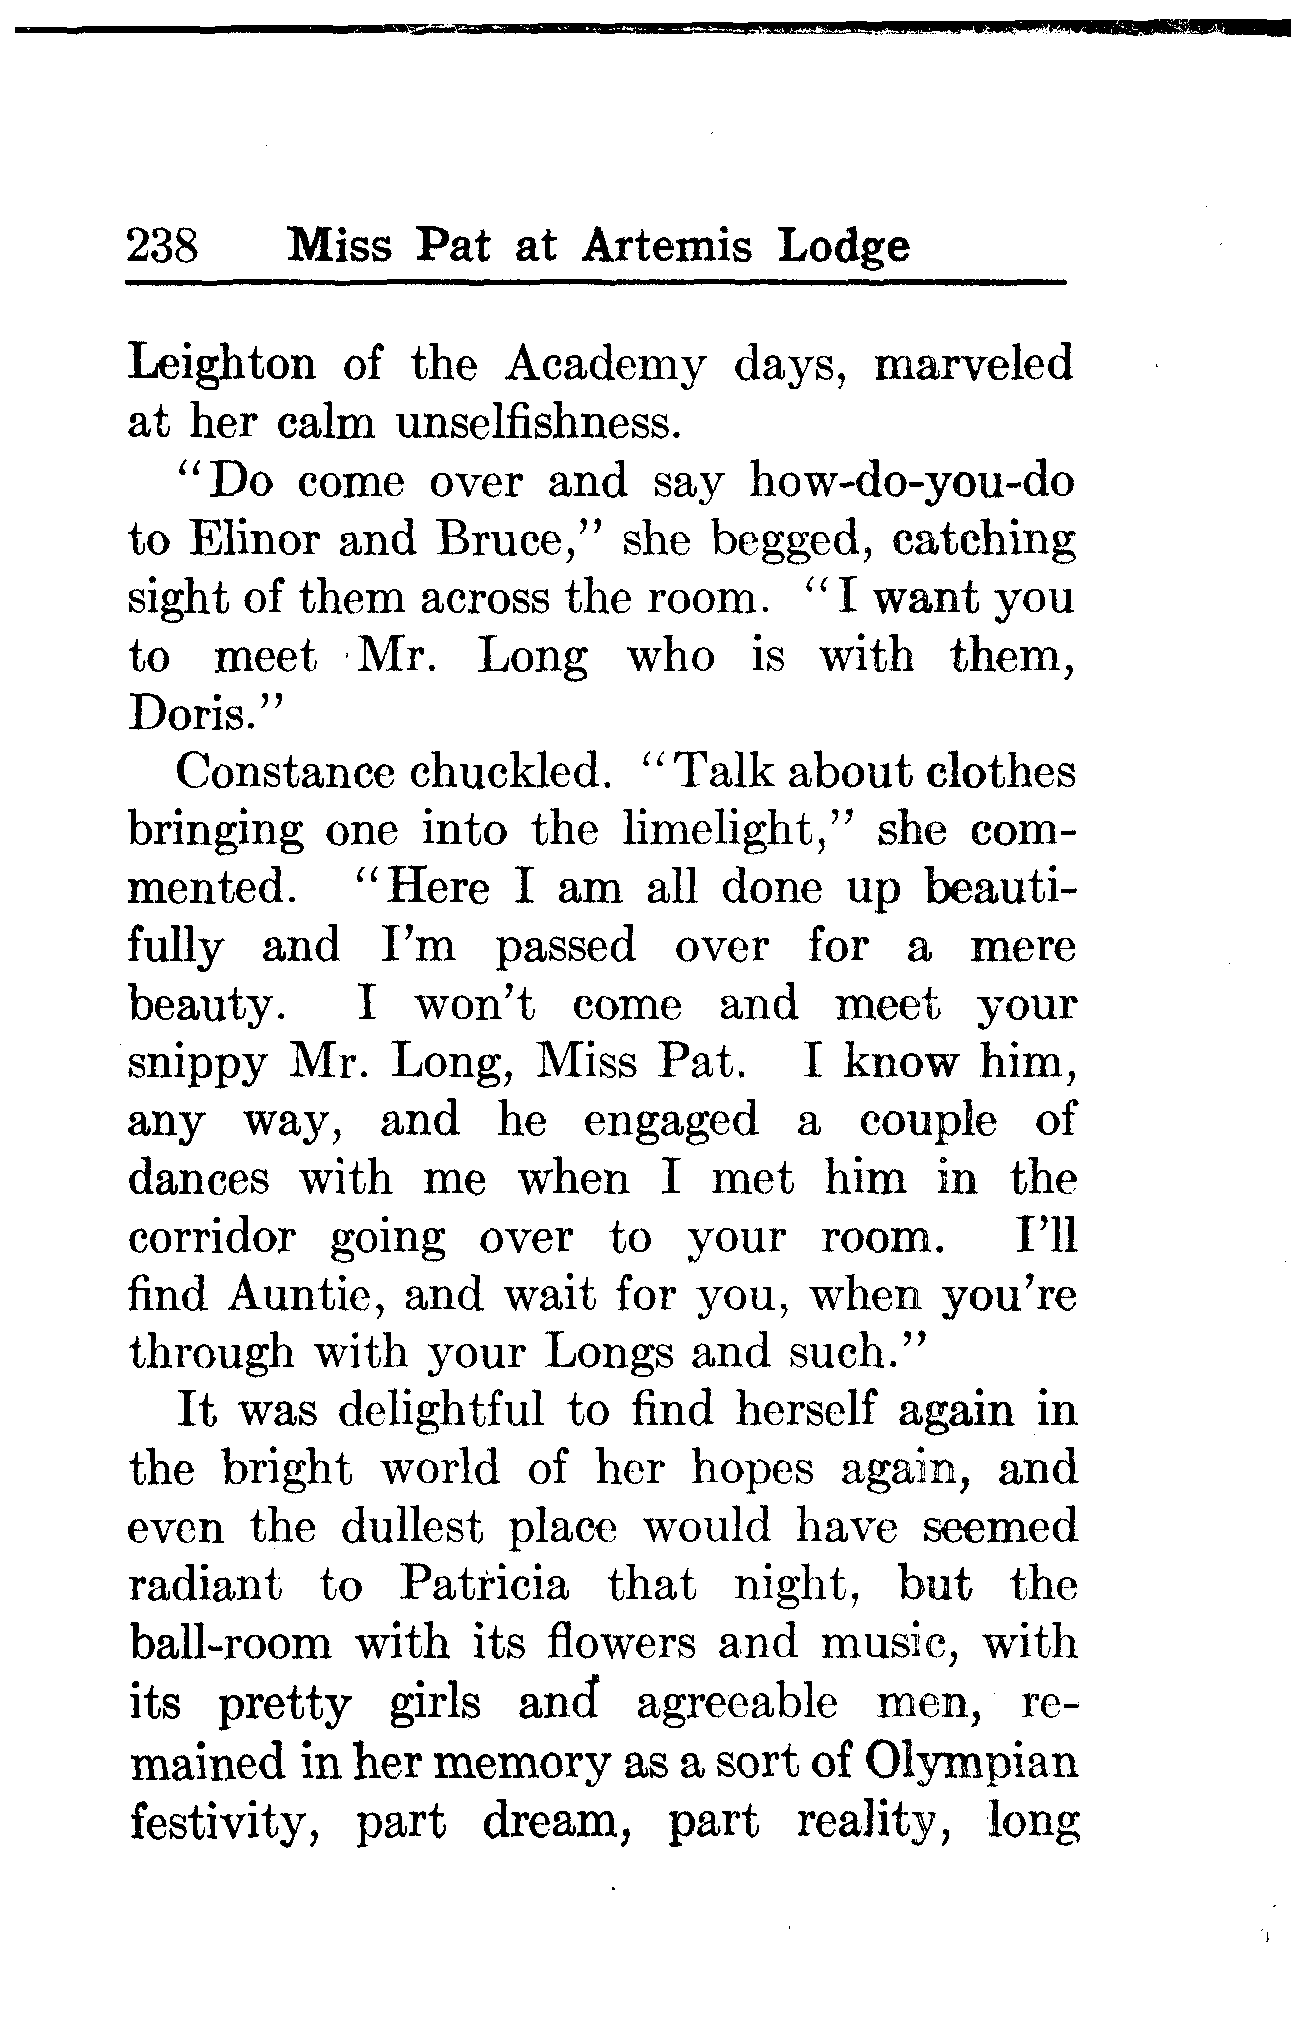 238 Miss Pat at Artemis Lodge
Leighton of the Academy days, marveled
at her calm unselfishness.
"Do come over and say how-do-you-do
to Elinor and Bruce," she begged, catching
sight of them across the room. "I want you
to meet Mr. Long who is with them,
Doris."
Constance chuckled. "Talk about clothes
bringing one into the limelight," she com-
mented. "Here I am all done up beauti-
fully and I'm passed over for a mere
beauty. I won't come and meet your
snippy Mr. Long, Miss Pat. I know him,
any way, and he engaged a couple of
dances with me when I met him in the
corridor going over to your room. I'll
find Auntie, and wait for you, when you're
through with your Longs and such."
It was delightful to find herself again in
the bright world of her hopes again, and
even the dullest place would have seemed
radiant to Patricia that night, but the
ball-room with its flowers and music, with
its pretty girls and agreeable men, re-
mained in her memory as a sort of Olympian
festivity, part dream, part reality, long